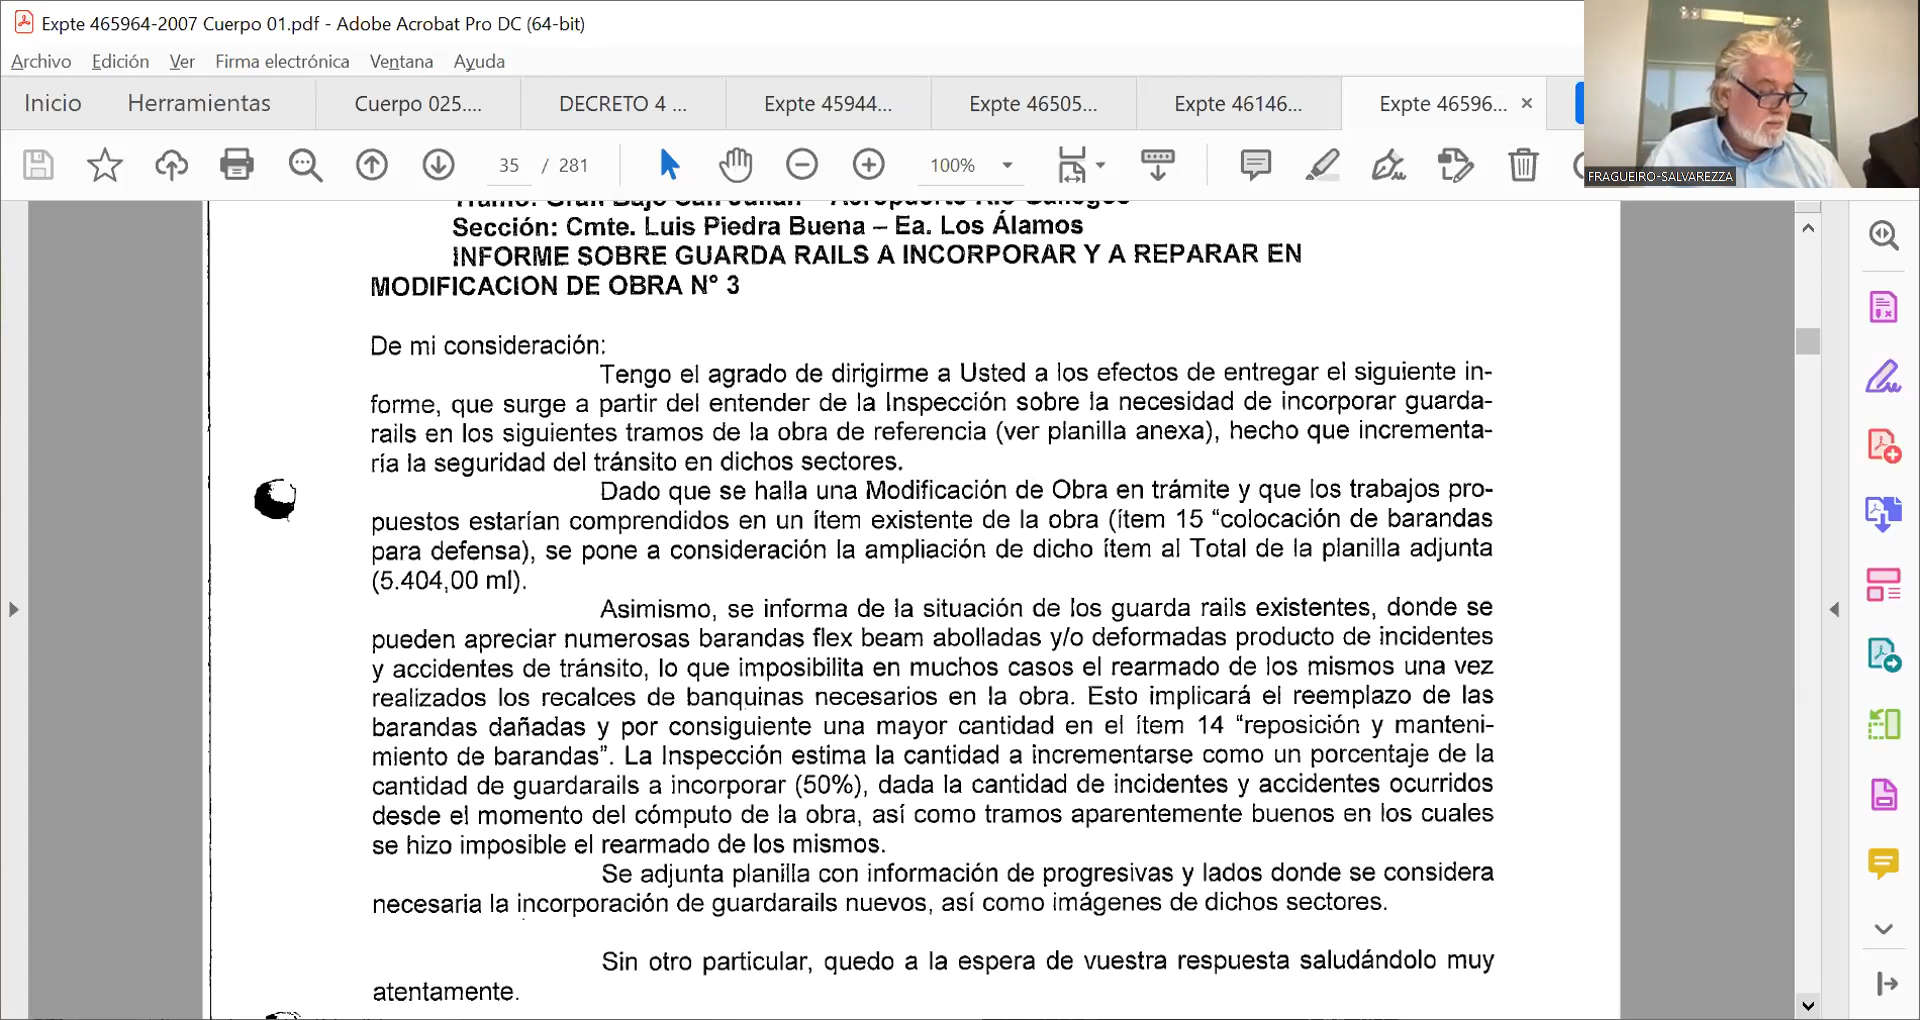 Expte 465964-2007 Cuerpo 01.pdf - Adobe Acrobat Pro DC (64-bit)
Archivo Edición Ver Firma electrónica Ventana Ayuda
Inicio Herramientas Cuerpo 025.... DECRETO 4 ... Expte 45944... Expte 46505... Expte 46146... Expte 46596... ×
35 / 281 100%
FRAGUEIRO-SALVAREZZA
Tramo: Gran Bajo San Julián – Aeropuerto Río Gallegos
Sección: Cmte. Luis Piedra Buena – Ea. Los Álamos
INFORME SOBRE GUARDA RAILS A INCORPORAR Y A REPARAR EN
MODIFICACION DE OBRA N° 3
De mi consideración:
Tengo el agrado de dirigirme a Usted a los efectos de entregar el siguiente in-
forme, que surge a partir del entender de la Inspección sobre la necesidad de incorporar guarda-
rails en los siguientes tramos de la obra de referencia (ver planilla anexa), hecho que incrementa-
ría la seguridad del tránsito en dichos sectores.
Dado que se halla una Modificación de Obra en trámite y que los trabajos pro-
puestos estarían comprendidos en un ítem existente de la obra (ítem 15 “colocación de barandas
para defensa), se pone a consideración la ampliación de dicho ítem al Total de la planilla adjunta
(5.404,00 ml).
Asimismo, se informa de la situación de los guarda rails existentes, donde se
pueden apreciar numerosas barandas flex beam abolladas y/o deformadas producto de incidentes
y accidentes de tránsito, lo que imposibilita en muchos casos el rearmado de los mismos una vez
realizados los recalces de banquinas necesarios en la obra. Esto implicará el reemplazo de las
barandas dañadas y por consiguiente una mayor cantidad en el ítem 14 “reposición y manteni-
miento de barandas”. La Inspección estima la cantidad a incrementarse como un porcentaje de la
cantidad de guardarails a incorporar (50%), dada la cantidad de incidentes y accidentes ocurridos
desde el momento del cómputo de la obra, así como tramos aparentemente buenos en los cuales
se hizo imposible el rearmado de los mismos.
Se adjunta planilla con información de progresivas y lados donde se considera
necesaria la incorporación de guardarails nuevos, así como imágenes de dichos sectores.
Sin otro particular, quedo a la espera de vuestra respuesta saludándolo muy
atentamente.